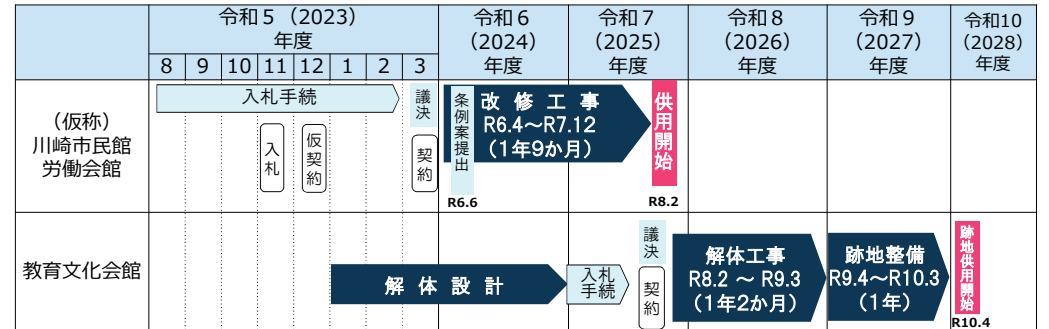 令和５（2023）
年度
令和６
（2024）
年度
令和７
（2025）
年度
令和８
（2026）
年度
令和９
（2027）
年度
令和10
（2028）
年度
8 9 10 11 12 1 2 3
（仮称）
川崎市民館
労働会館
入札手続
入札
仮契約
議決
契約
条例案提出
R6.6
改修工事
R6.4～R7.12
（1年9か月）
供用開始
R8.2
教育文化会館
解体設計
入札
手続
議決
契約
解体工事
R8.2 ～ R9.3
（1年2か月）
跡地整備
R9.4～R10.3
（1年）
跡地供用開始
R10.4